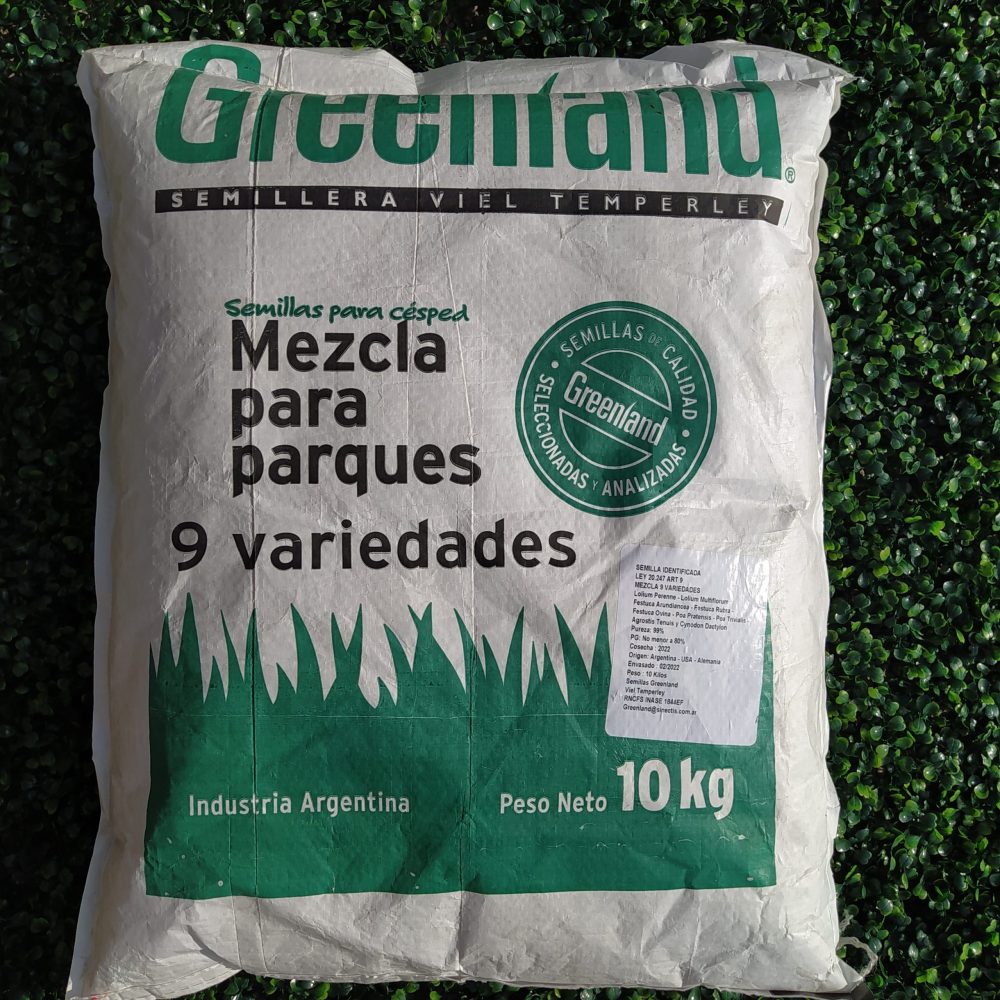 Greenland®
SEMILLERA VIEL TEMPERLEY
Semillas para césped
Mezcla
para
parques
9 variedades
SEMILLAS DE CALIDAD
Greenland
SELECCIONADAS Y ANALIZADAS
SEMILLA IDENTIFICADA
LEY 20.247 ART 9
MEZCLA 9 VARIEDADES
Lolium Perenne - Lolium Multiflorum
Festuca Arundianosa - Festuca Rubra
Festuca Ovina - Poa Pratensis - Poa Trivialis
Agrostis Tenuis y Cynodon Dactylon
Pureza: 99%
PG: No menor a 80%
Cosecha : 2022
Origen: Argentina - USA - Alemania
Envasado : 02/2022
Peso : 10 Kilos
Semillas Greenland
Viel Temperley
RNCFS INASE 1844EF
Greenland@sinectis.com.ar
Industria Argentina
Peso Neto 10 kg